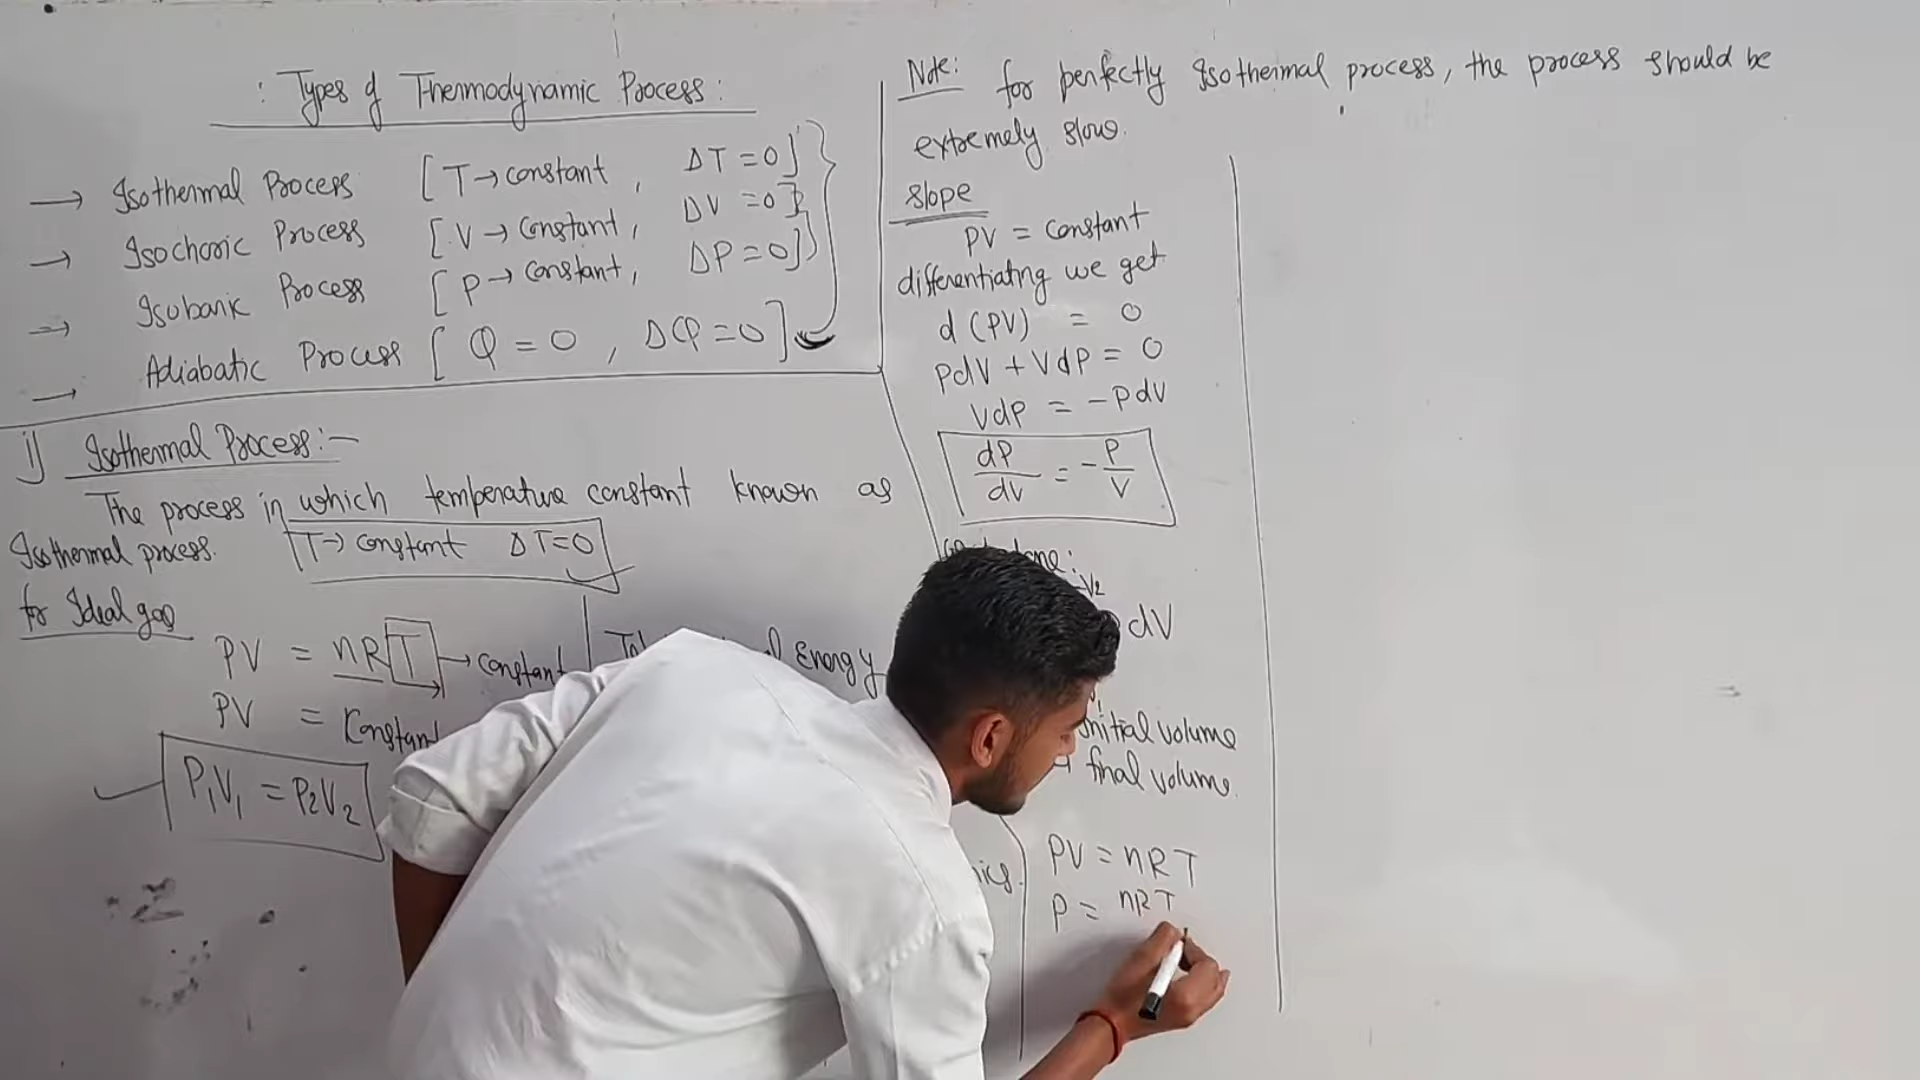 : Types of Thermodynamic Process :
→ Isothermal Process [ T → constant , ΔT = 0 ]
→ Isochoric Process [ V → Constant , ΔV = 0 ]
→ Isobaric Process [ P → Constant , ΔP = 0 ]
→ Adiabatic Process [ Q = 0 , ΔQ = 0 ]
i) Isothermal Process :-
The process in which temperature constant known as
Isothermal process. T → constant ΔT = 0
for Ideal gas
PV = nRT → constant
PV = Constant
P₁V₁ = P₂V₂
Energy
Note: for perfectly Isothermal process, the process should be
extremely slow.
slope
PV = constant
differentiating we get
d (PV) = 0
PdV + VdP = 0
VdP = -PdV
dP/dV = -P/V
V₂
dV
initial volume
final volume.
PV = nRT
P = nRT